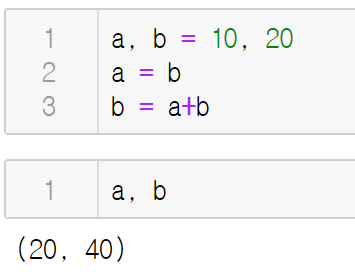 1 a, b = 10, 20
2 a = b
3 b = a+b
1 a, b
(20, 40)